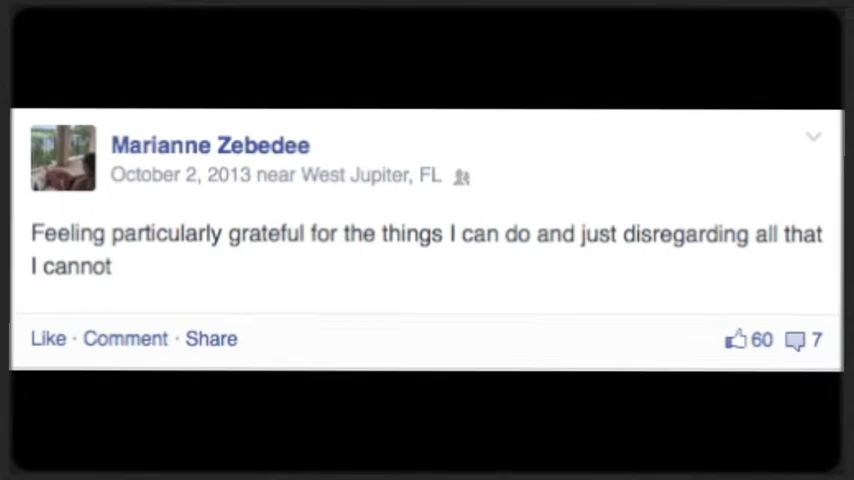 Marianne Zebedee
October 2, 2013 near West Jupiter, FL
Feeling particularly grateful for the things I can do and just disregarding all that
I cannot
Like · Comment · Share 60 7